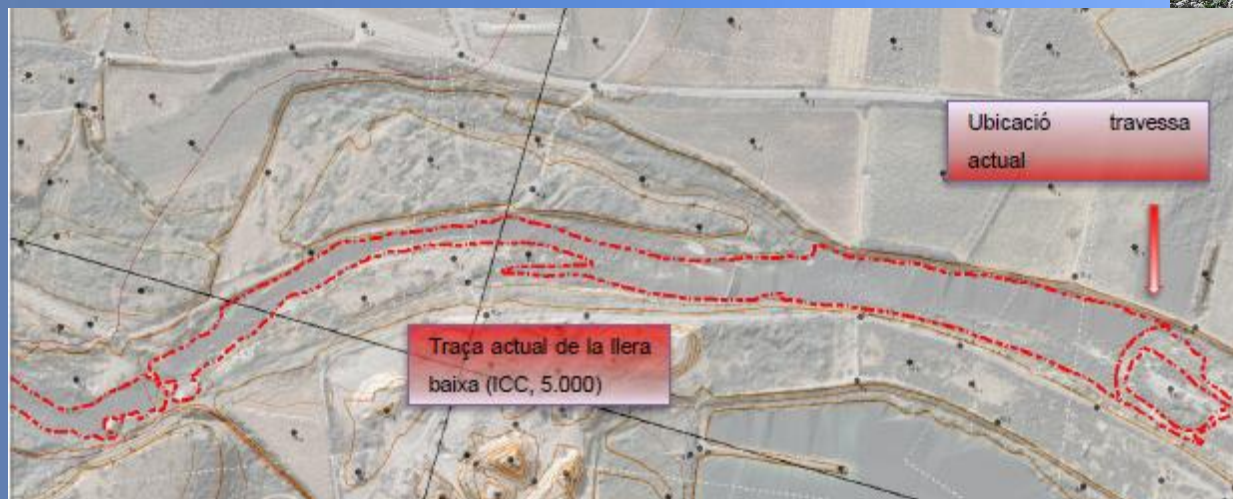 Ubicació travessa
actual
Traça actual de la llera
baixa (ICC, 5.000)